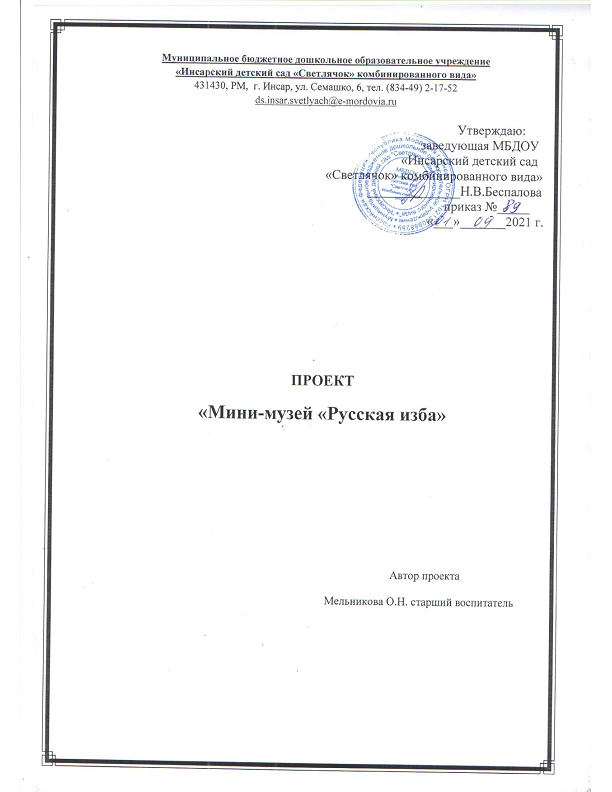 Муниципальное бюджетное дошкольное образовательное учреждение
«Инсарский детский сад «Светлячок» комбинированного вида»
431430, РМ, г. Инсар, ул. Семашко, 6, тел. (834-49) 2-17-52
ds.insar.svetlyach@e-mordovia.ru
Утверждаю:
заведующая МБДОУ
«Инсарский детский сад
«Светлячок» комбинированного вида»
Н.В.Беспалова
приказ № 89
« » 09 2021 г.
ПРОЕКТ
«Мини-музей «Русская изба»
Автор проекта
Мельникова О.Н. старший воспитатель